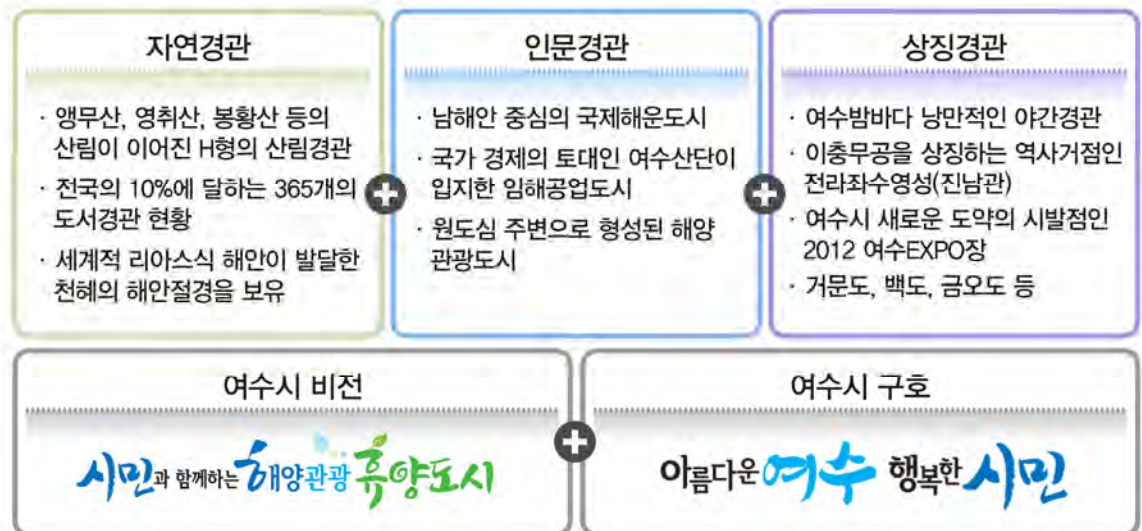 자연경관
· 앵무산, 영취산, 봉황산 등의
산림이 이어진 H형의 산림경관
· 전국의 10%에 달하는 365개의
도서경관 현황
· 세계적 리아스식 해안이 발달한
천혜의 해안절경을 보유
인문경관
· 남해안 중심의 국제해운도시
· 국가 경제의 토대인 여수산단이
입지한 임해공업도시
· 원도심 주변으로 형성된 해양
관광도시
상징경관
· 여수밤바다 낭만적인 야간경관
· 이충무공을 상징하는 역사거점인
전라좌수영성(진남관)
· 여수시 새로운 도약의 시발점인
2012 여수EXPO장
· 거문도, 백도, 금오도 등
여수시 비전
시민과 함께하는 해양관광 휴양도시
여수시 구호
아름다운 여수 행복한 시민